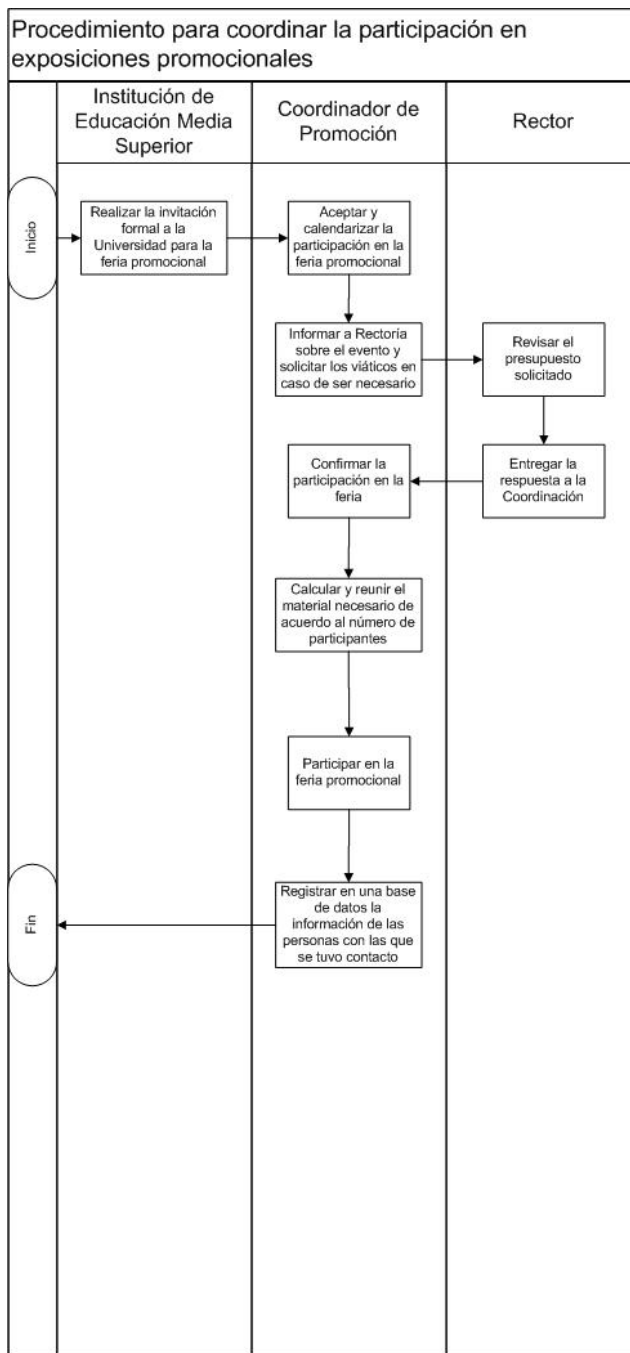 Procedimiento para coordinar la participación en
exposiciones promocionales
Institución de
Educación Media
Superior
Coordinador de
Promoción
Rector
Inicio
Realizar la invitación
formal a la
Universidad para la
feria promocional
Aceptar y
calendarizar la
participación en la
feria promocional
Informar a Rectoría
sobre el evento y
solicitar los viáticos en
caso de ser necesario
Revisar el
presupuesto
solicitado
Confirmar la
participación en la
feria
Entregar la
respuesta a la
Coordinación
Calcular y reunir el
material necesario de
acuerdo al número de
participantes
Participar en la
feria promocional
Fin
Registrar en una base
de datos la
información de las
personas con las que
se tuvo contacto